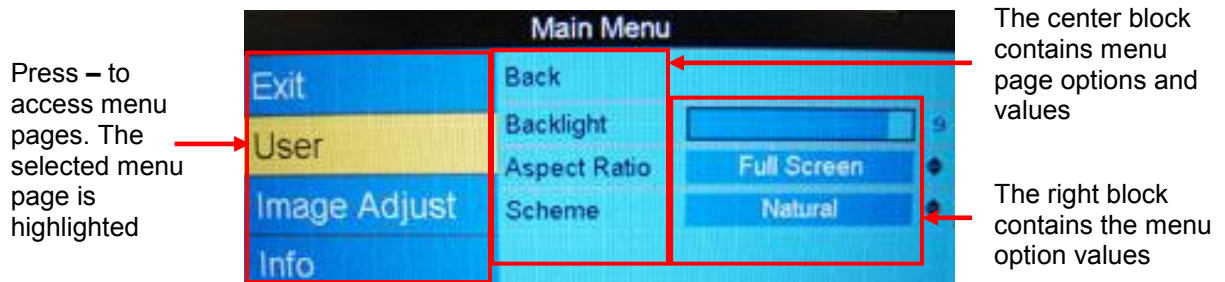 Main Menu
Press – to
access menu
pages. The
selected menu
page is
highlighted
Exit
User
Image Adjust
Info
Back
Backlight
Aspect Ratio
Scheme
9
Full Screen
Natural
The center block
contains menu
page options and
values
The right block
contains the menu
option values